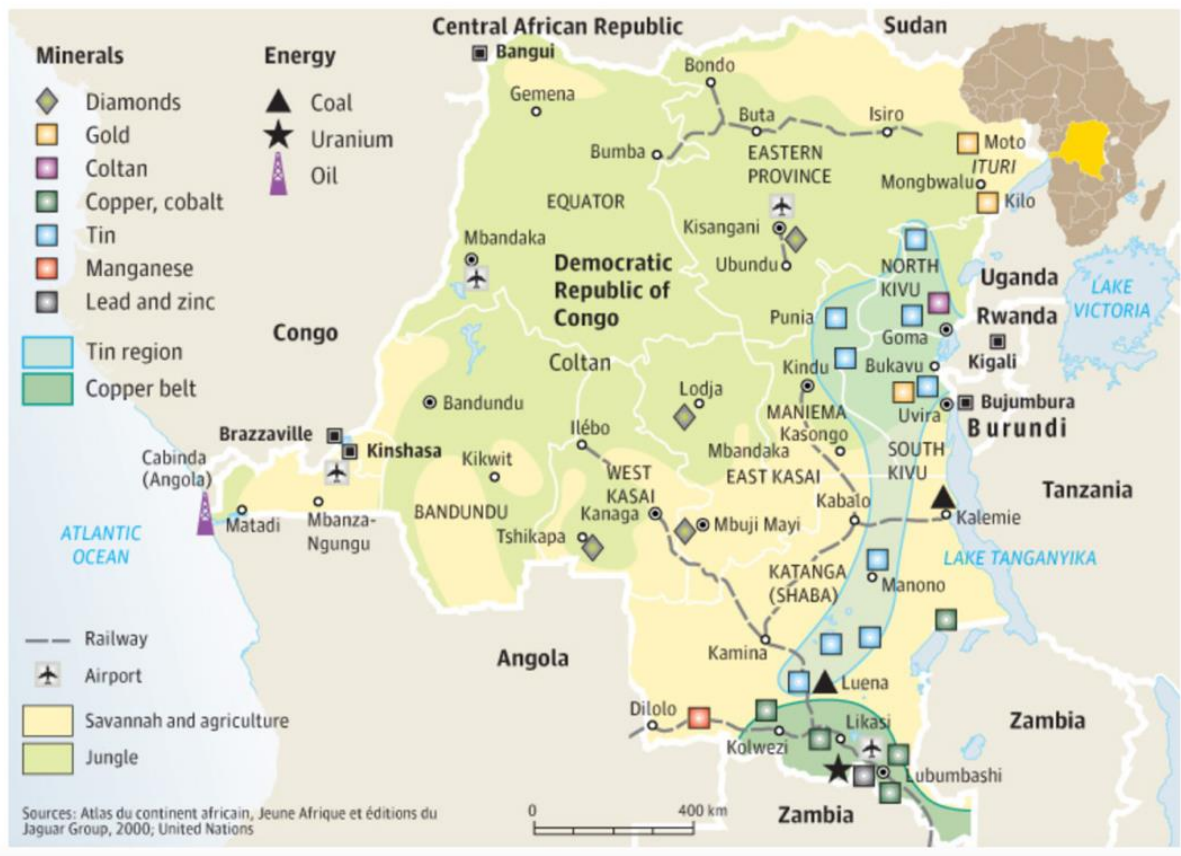 Central African Republic
Sudan
Minerals
Energy
Bangui
Bondo
Diamonds
Coal
Gemena
Gold
Uranium
Buta
Isiro
Moto
Coltan
Oil
Bumba
EASTERN
PROVINCE
ITURI
Mongbwalu
Copper, cobalt
EQUATOR
Kilo
Tin
Mbandaka
Kisangani
Manganese
Democratic
Republic of
Congo
Ubundu
NORTH
KIVU
Uganda
LAKE
VICTORIA
Lead and zinc
Congo
Punia
Goma
Rwanda
Tin region
Coltan
Kindu
Bukavu
Kigali
Copper belt
Bandundu
Lodja
MANIEMA
Uvira
Bujumbura
Burundi
Brazzaville
Kinshasa
Ilébo
Kasongo
Mbandaka
SOUTH
KIVU
Cabinda
(Angola)
Kikwit
WEST
KASAI
EAST KASAI
Tanzania
Matadi
Mbanza-
Ngungu
BANDUNDU
Kanaga
Kabalo
Kalemie
ATLANTIC
OCEAN
Tshikapa
Mbuji Mayi
LAKE TANGANYIKA
KATANGA
(SHABA)
Manono
Railway
Angola
Kamina
Airport
Luena
Savannah and agriculture
Dilolo
Likasi
Zambia
Jungle
Kolwezi
Lubumbashi
Sources: Atlas du continent africain, Jeune Afrique et éditions du
Jaguar Group, 2000; United Nations
0 400 km
Zambia